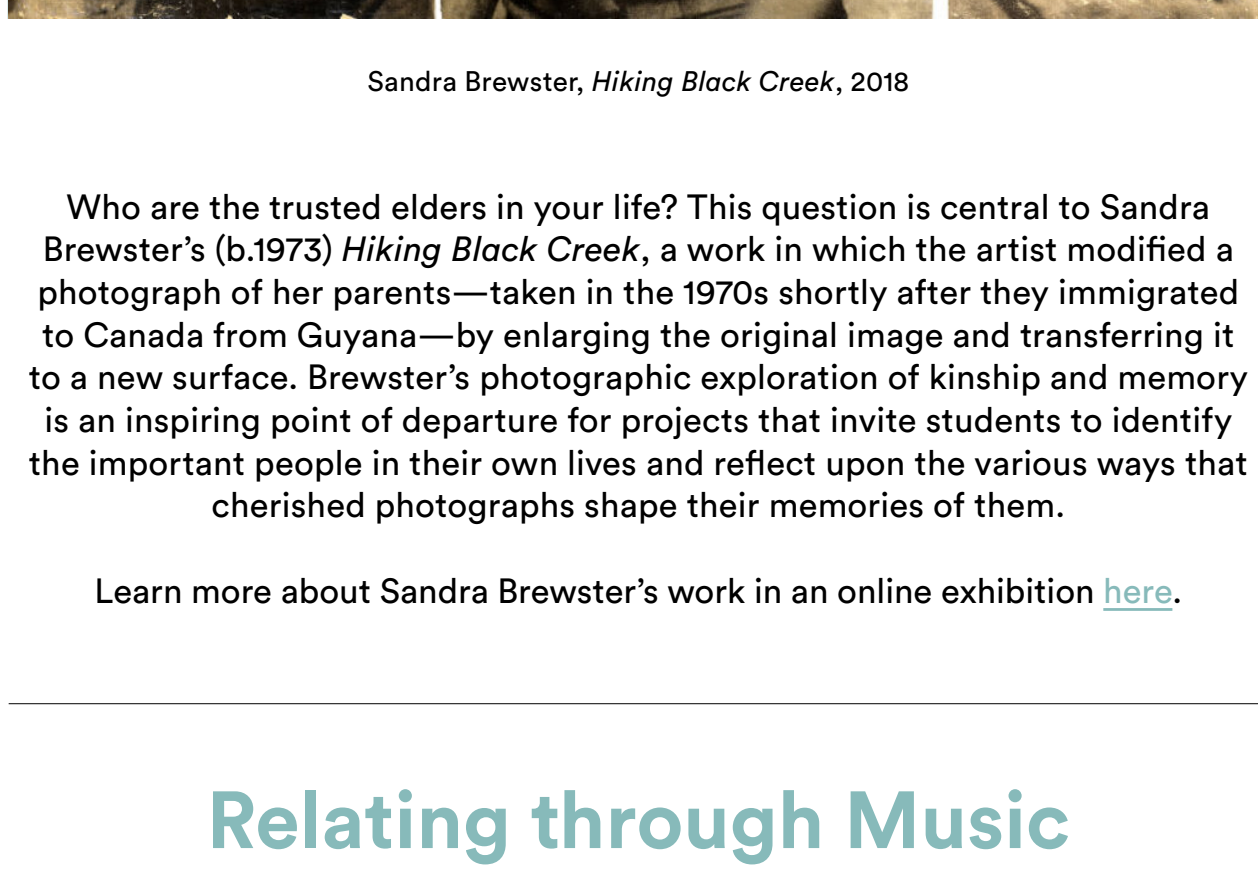 Sandra Brewster, Hiking Black Creek, 2018
Who are the trusted elders in your life? This question is central to Sandra
Brewster’s (b.1973) Hiking Black Creek, a work in which the artist modified a
photograph of her parents—taken in the 1970s shortly after they immigrated
to Canada from Guyana—by enlarging the original image and transferring it
to a new surface. Brewster’s photographic exploration of kinship and memory
is an inspiring point of departure for projects that invite students to identify
the important people in their own lives and reflect upon the various ways that
cherished photographs shape their memories of them.
Learn more about Sandra Brewster’s work in an online exhibition here.
Relating through Music